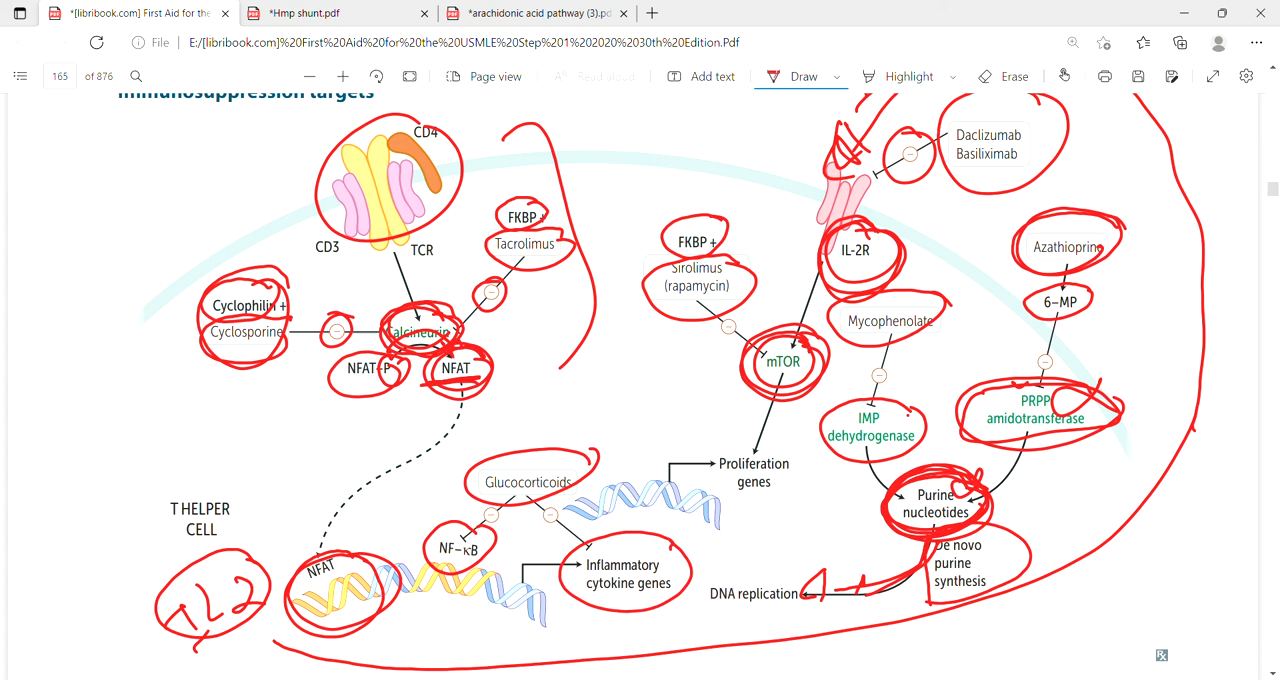 *[libribook.com] First Aid for the
*Hmp shunt.pdf
*arachidonic acid pathway (3).pd
File
E:/[libribook.com]%20First%20Aid%20for%20the%20USMLE%20Step%201%202020%2030th%20Edition.Pdf
165 of 876
Page view
Read aloud
Add text
Draw
Highlight
Erase
Immunosuppression targets
CD4
CD3
TCR
FKBP +
Tacrolimus
Cyclophilin +
Cyclosporine
Calcineurin
NFAT–P
NFAT
Daclizumab
Basiliximab
FKBP +
Sirolimus
(rapamycin)
IL-2R
Azathioprine
Mycophenolate
6–MP
mTOR
IMP
dehydrogenase
PRPP
amidotransferase
Glucocorticoids
Proliferation
genes
Purine
nucleotides
T HELPER
CELL
NF–κB
NFAT
Inflammatory
cytokine genes
De novo
purine
synthesis
DNA replication